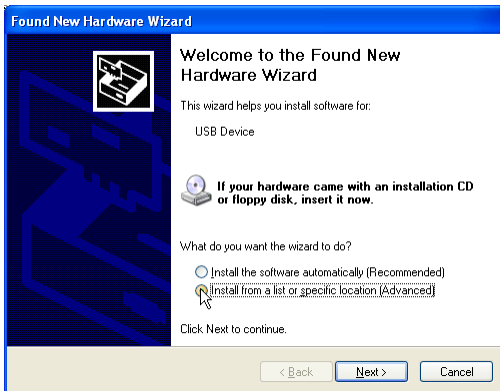 Found New Hardware Wizard
Welcome to the Found New
Hardware Wizard
This wizard helps you install software for:
USB Device
If your hardware came with an installation CD
or floppy disk, insert it now.
What do you want the wizard to do?
Install the software automatically (Recommended)
Install from a list or specific location (Advanced)
Click Next to continue.
< Back Next > Cancel